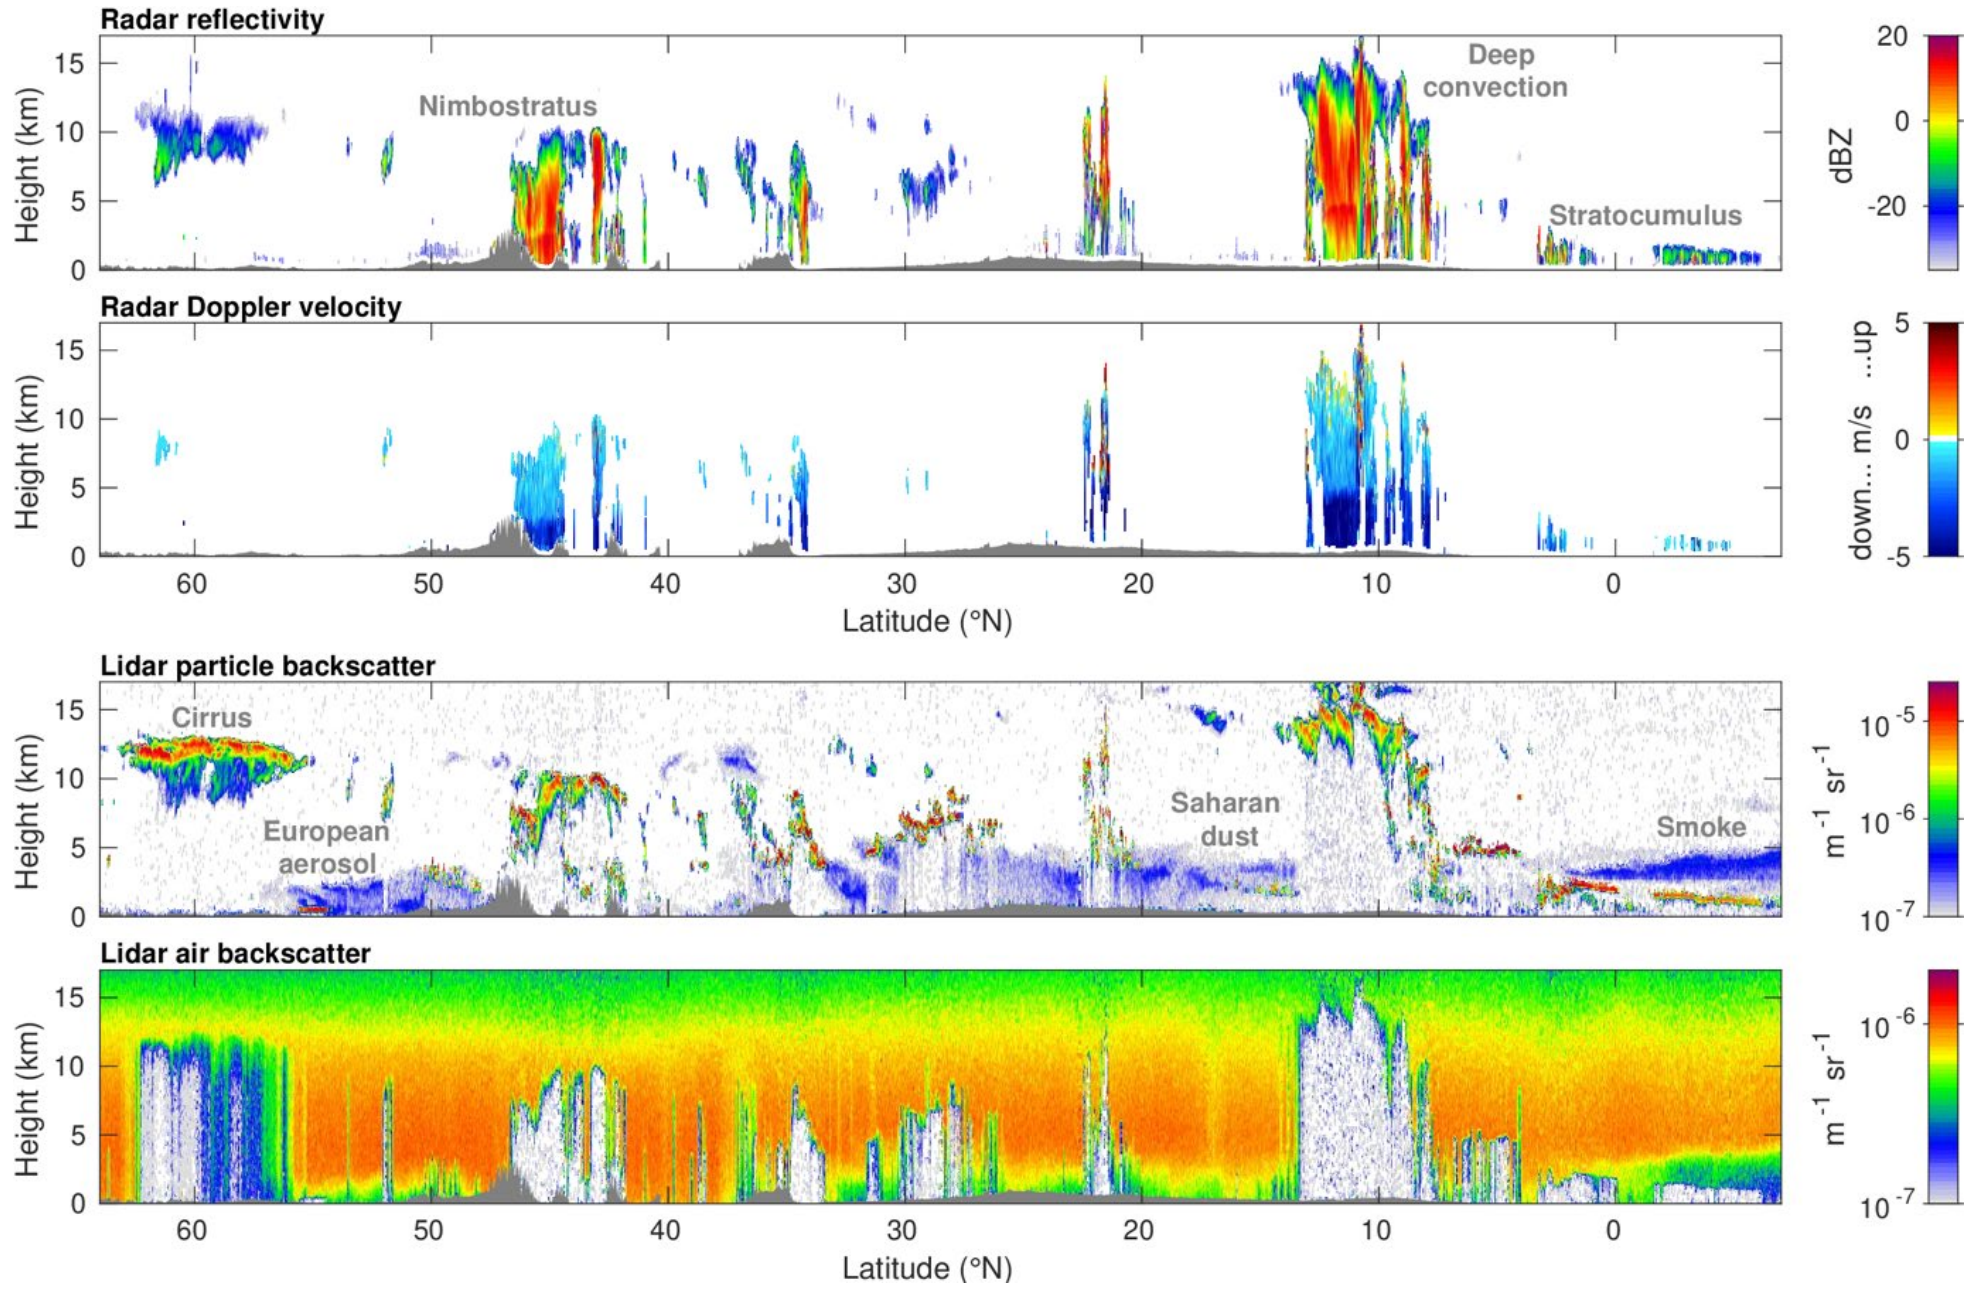 Radar reflectivity
15
10
5
0
Height (km)
Nimbostratus
Deep
convection
Stratocumulus
20
0
-20
dBZ
Radar Doppler velocity
15
10
5
0
Height (km)
60 50 40 30 20 10 0
Latitude (°N)
5
0
-5
down... m/s ...up
Lidar particle backscatter
15
10
5
0
Height (km)
Cirrus
European
aerosol
Saharan
dust
Smoke
10-5
10-6
10-7
m-1 sr-1
Lidar air backscatter
15
10
5
0
Height (km)
60 50 40 30 20 10 0
Latitude (°N)
10-6
10-7
m-1 sr-1